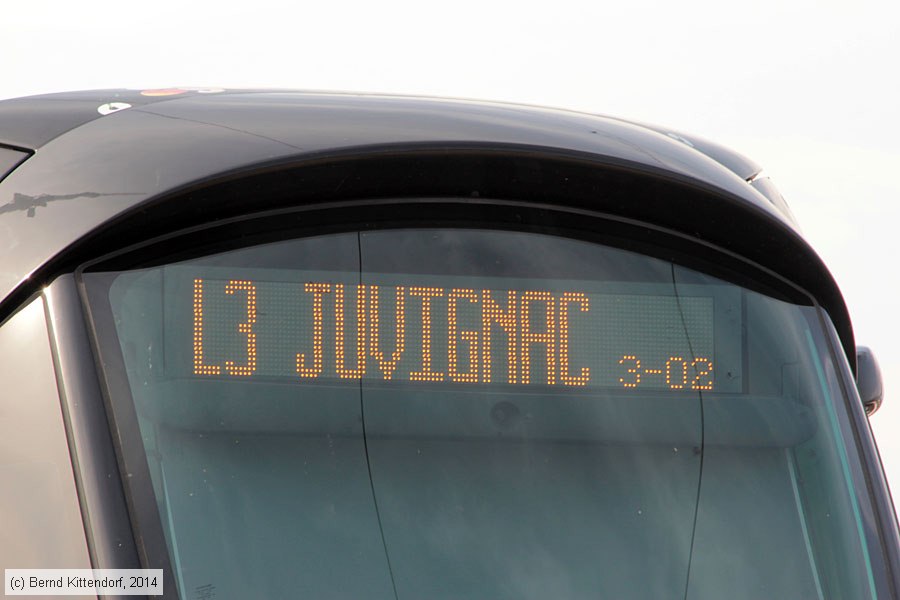 L3 JUVIGNAC 3-02
(c) Bernd Kittendorf, 2014